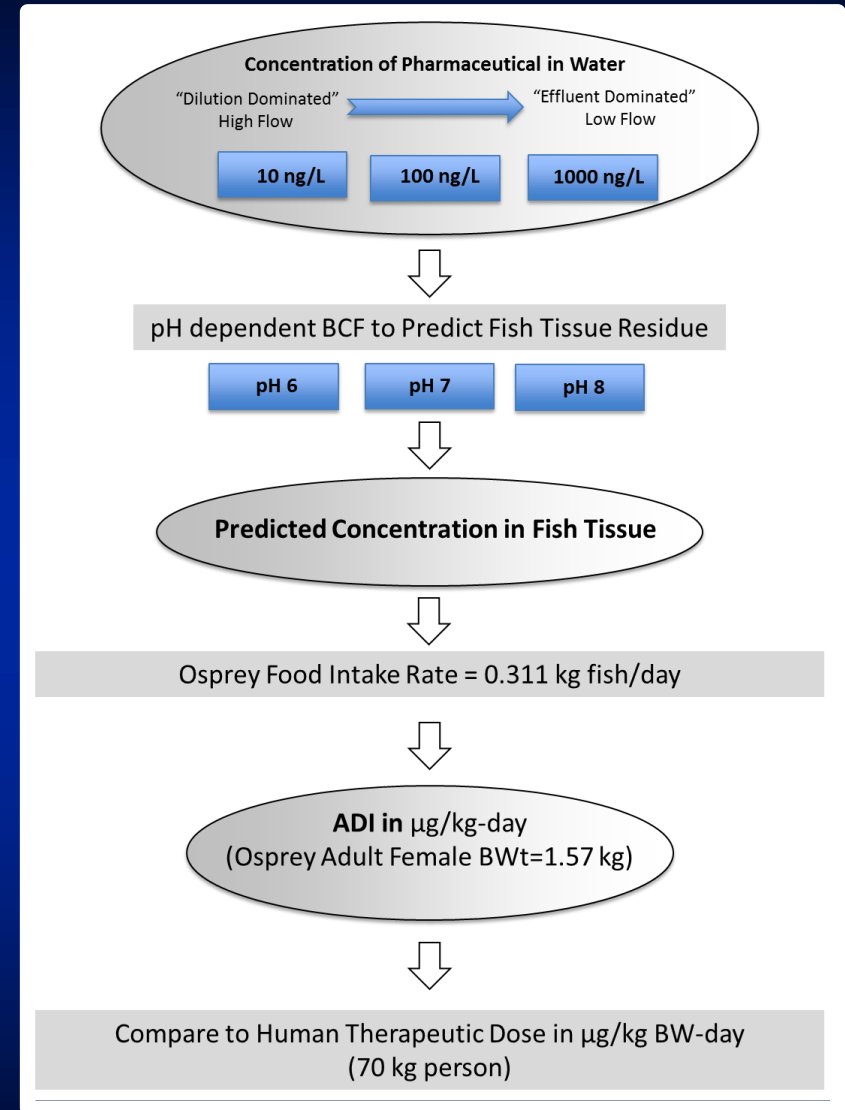 Concentration of Pharmaceutical in Water
“Dilution Dominated”
High Flow
“Effluent Dominated”
Low Flow
10 ng/L
100 ng/L
1000 ng/L
pH dependent BCF to Predict Fish Tissue Residue
pH 6
pH 7
pH 8
Predicted Concentration in Fish Tissue
Osprey Food Intake Rate = 0.311 kg fish/day
ADI in µg/kg-day
(Osprey Adult Female BWt=1.57 kg)
Compare to Human Therapeutic Dose in µg/kg BW-day
(70 kg person)